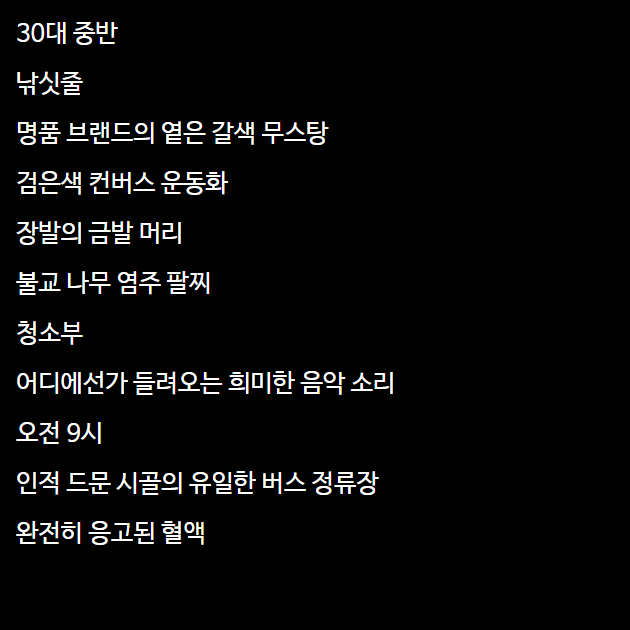 30대 중반
낚싯줄
명품 브랜드의 옅은 갈색 무스탕
검은색 컨버스 운동화
장발의 금발 머리
불교 나무 염주 팔찌
청소부
어디에선가 들려오는 희미한 음악 소리
오전 9시
인적 드문 시골의 유일한 버스 정류장
완전히 응고된 혈액